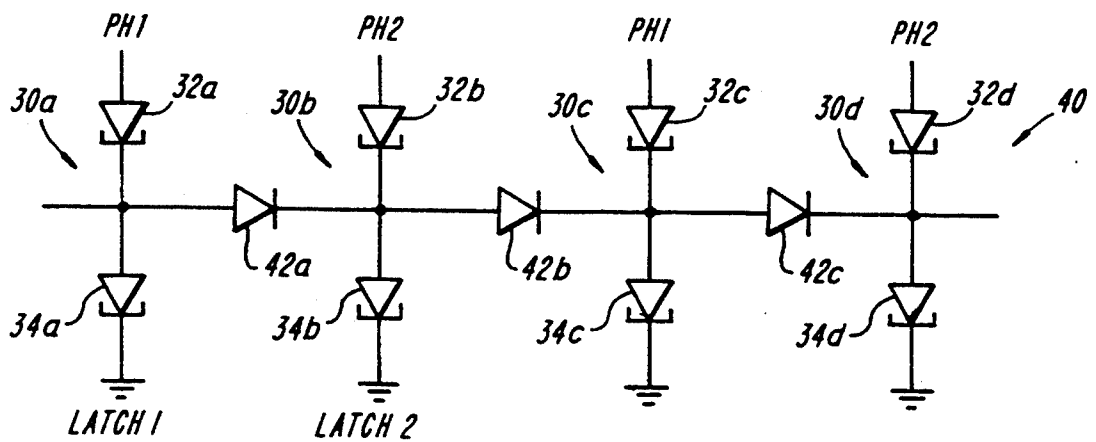 PH1 PH2 PH1 PH2
30a 32a 30b 32b 30c 32c 30d 32d 40
42a 42b 42c
34a 34b 34c 34d
LATCH 1 LATCH 2